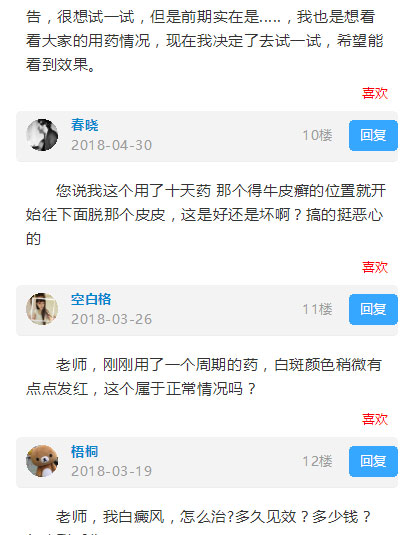 告，很想试一试，但是前期实在是.....，我也是想看
看大家的用药情况，现在我决定了去试一试，希望能
看到效果。
喜欢
春晓
2018-04-30
10楼
回复
您说我这个用了十天药 那个得牛皮癣的位置就开
始往下面脱那个皮皮，这是好还是坏啊？搞的挺恶心
的
喜欢
空白格
2018-03-26
11楼
回复
老师，刚刚用了一个周期的药，白斑颜色稍微有
点点发红，这个属于正常情况吗？
喜欢
梧桐
2018-03-19
12楼
回复
老师，我白癜风，怎么治?多久见效？多少钱？